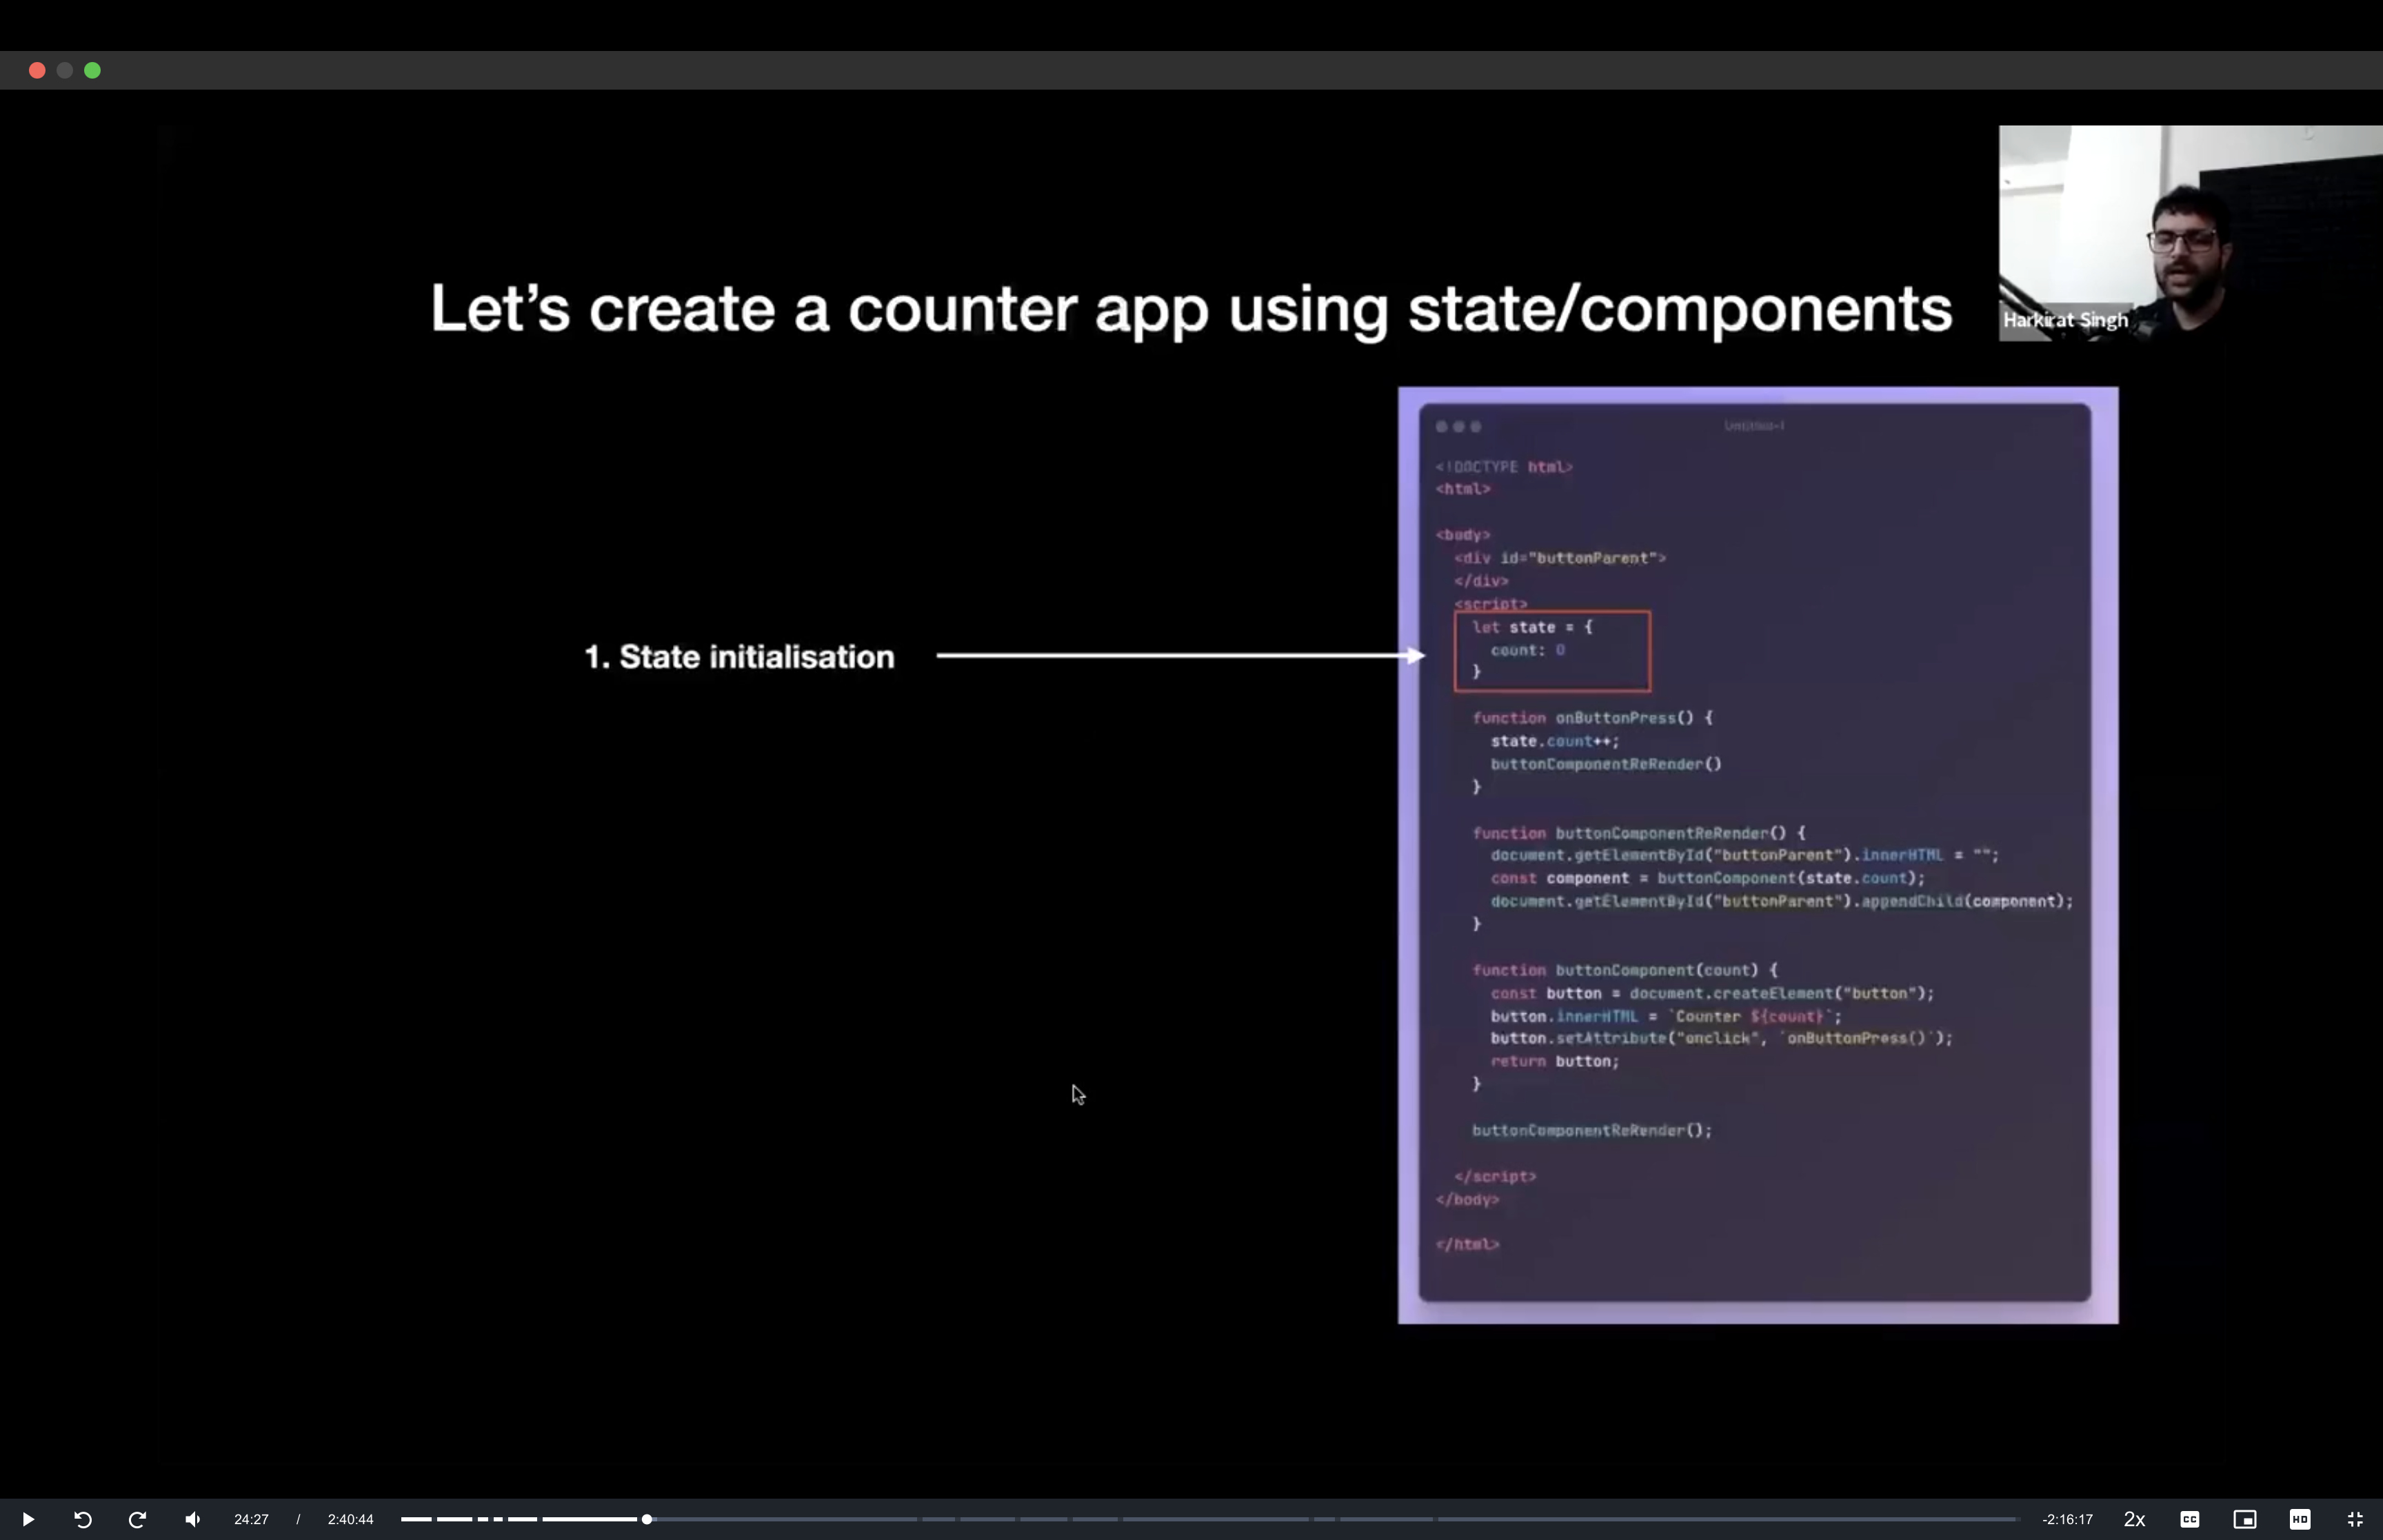 Let's create a counter app using state/components
Harkirat Singh
1. State initialisation
Untitled-1
<!DOCTYPE html>
<html>
<body>
<div id="buttonParent">
</div>
<script>
let state = {
count: 0
}
function onButtonPress() {
state.count++;
buttonComponentReRender()
}
function buttonComponentReRender() {
document.getElementById("buttonParent").innerHTML = "";
const component = buttonComponent(state.count);
document.getElementById("buttonParent").appendChild(component);
}
function buttonComponent(count) {
const button = document.createElement("button");
button.innerHTML = `Counter ${count}`;
button.setAttribute("onclick", `onButtonPress()`);
return button;
}
buttonComponentReRender();
</script>
</body>
</html>
24:27 / 2:40:44 -2:16:17 2x CC HD